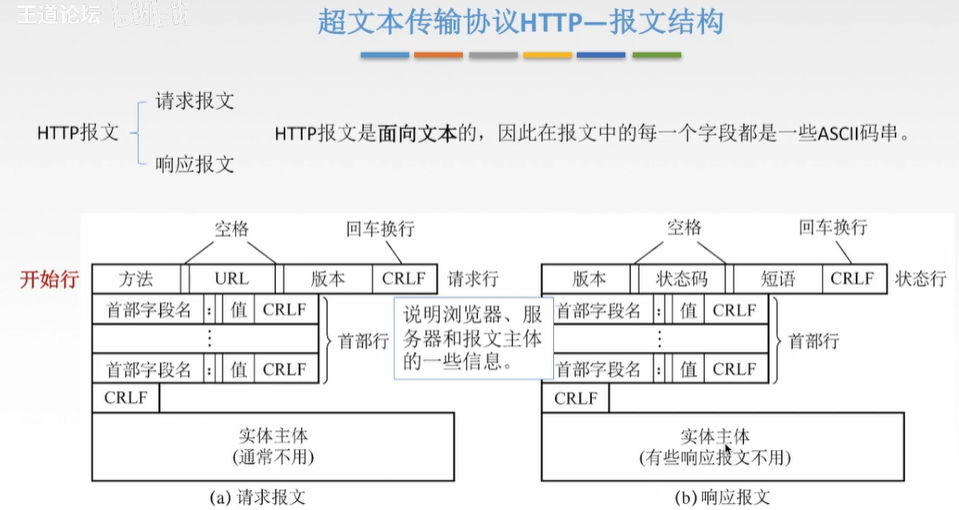 王道论坛
超文本传输协议HTTP—报文结构
请求报文
HTTP报文
响应报文
HTTP报文是面向文本的，因此在报文中的每一个字段都是一些ASCII码串。
空格
回车换行
开始行
方法 URL 版本 CRLF 请求行
首部字段名 : 值 CRLF
⋮
首部行
首部字段名 : 值 CRLF
CRLF
实体主体
(通常不用)
(a) 请求报文
说明浏览器、服
务器和报文主体
的一些信息。
空格
回车换行
版本 状态码 短语 CRLF 状态行
首部字段名 : 值 CRLF
⋮
首部行
首部字段名 : 值 CRLF
CRLF
实体主体
(有些响应报文不用)
(b) 响应报文